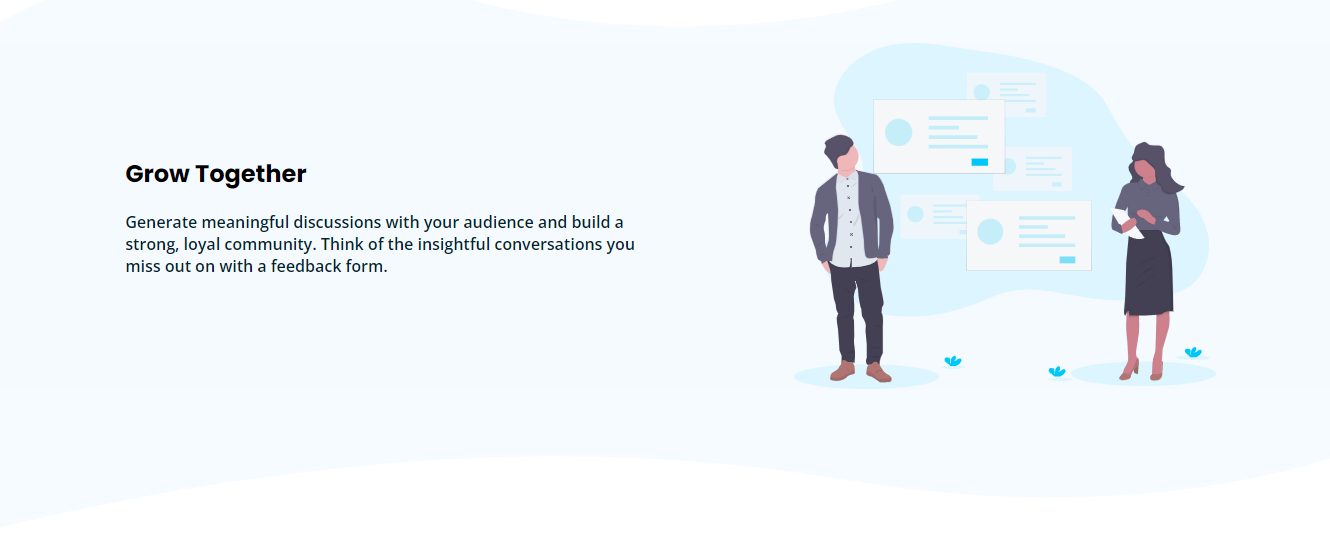 Grow Together
Generate meaningful discussions with your audience and build a
strong, loyal community. Think of the insightful conversations you
miss out on with a feedback form.